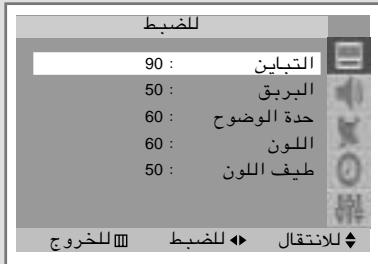 للضبط
التباين : 90
البريق : 50
حدة الوضوح : 60
اللون : 60
طيف اللون : 50
للانتقال للضبط للخروج